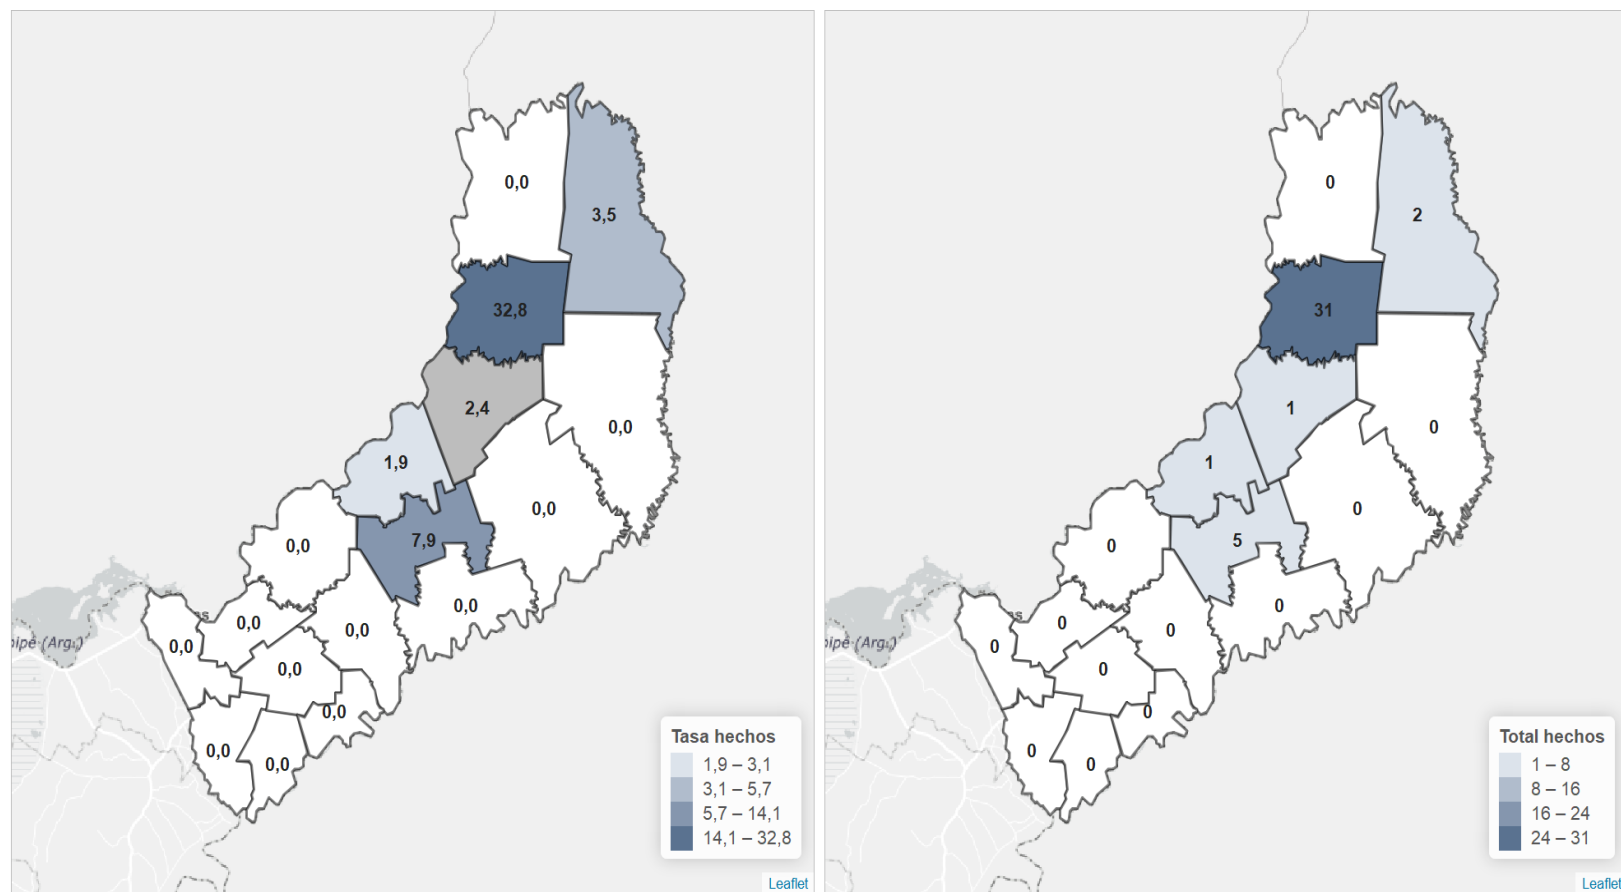 0,0
3,5
32,8
2,4
0,0
1,9
0,0
7,9
0,0
0,0
0,0
0,0
0,0
ipé (Arg.)
0,0
0,0
0,0
0,0
Tasa hechos
1,9 – 3,1
3,1 – 5,7
5,7 – 14,1
14,1 – 32,8
Leaflet
0
2
31
1
0
1
0
5
0
0
0
0
0
ipé (Arg.)
0
0
0
0
Total hechos
1 – 8
8 – 16
16 – 24
24 – 31
Leaflet